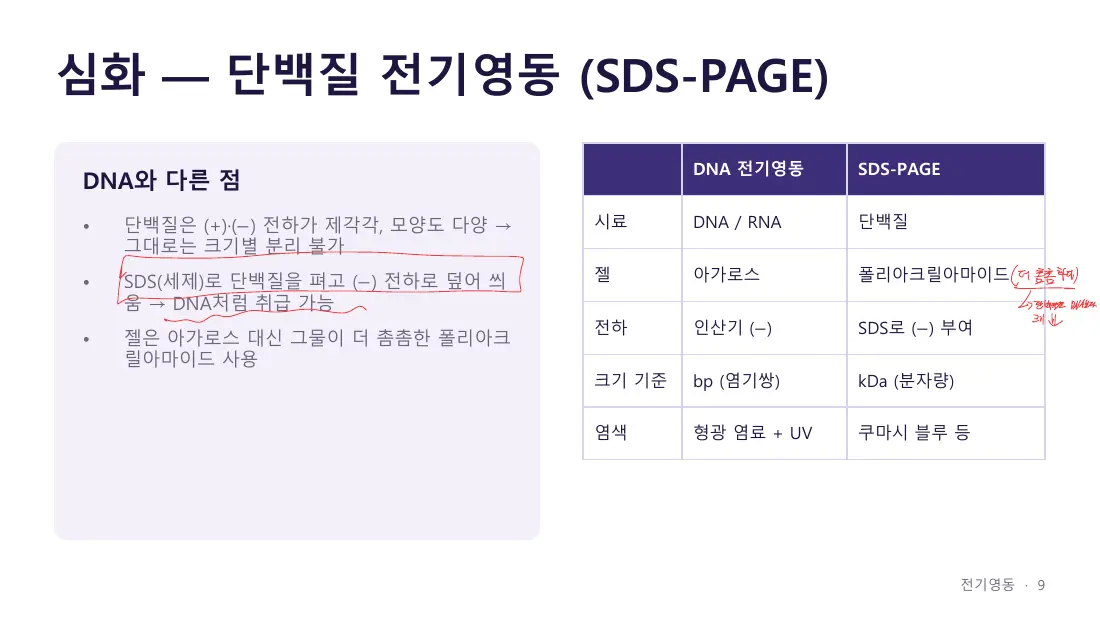 심화 — 단백질 전기영동 (SDS-PAGE)
DNA와 다른 점
• 단백질은 (+)·(−) 전하가 제각각, 모양도 다양 →
그대로는 크기별 분리 불가
• SDS(세제)로 단백질을 펴고 (−) 전하로 덮어 씌
움 → DNA처럼 취급 가능
• 젤은 아가로스 대신 그물이 더 촘촘한 폴리아크
릴아마이드 사용
DNA 전기영동 SDS-PAGE
시료 DNA / RNA 단백질
젤 아가로스 폴리아크릴아마이드 (더 촘촘
전하 인산기 (−) SDS로 (−) 부여
크기 기준 bp (염기쌍) kDa (분자량)
염색 형광 염료 + UV 쿠마시 블루 등
전기영동 · 9